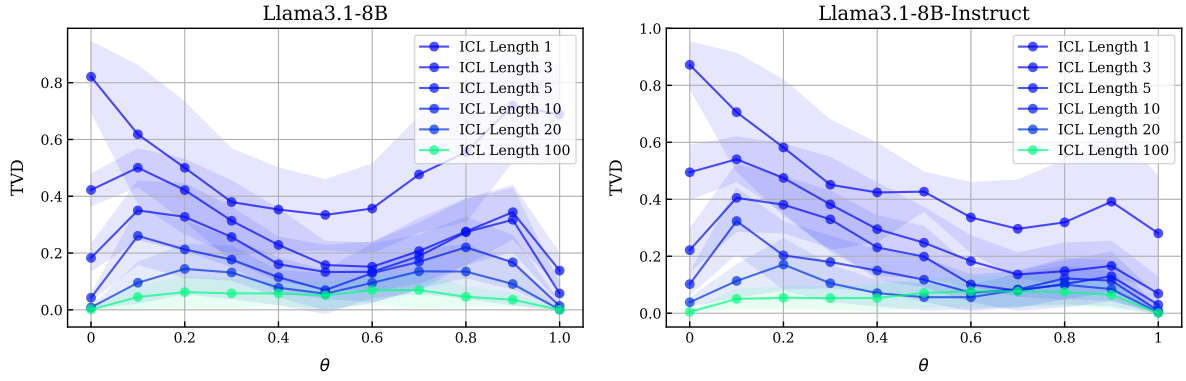 Llama3.1-8B
TVD
0.8
0.6
0.4
0.2
0.0
0
0.2
0.4
0.6
0.8
1.0
θ
ICL Length 1
ICL Length 3
ICL Length 5
ICL Length 10
ICL Length 20
ICL Length 100
Llama3.1-8B-Instruct
TVD
1.0
0.8
0.6
0.4
0.2
0.0
0
0.2
0.4
0.6
0.8
1.0
θ
ICL Length 1
ICL Length 3
ICL Length 5
ICL Length 10
ICL Length 20
ICL Length 100